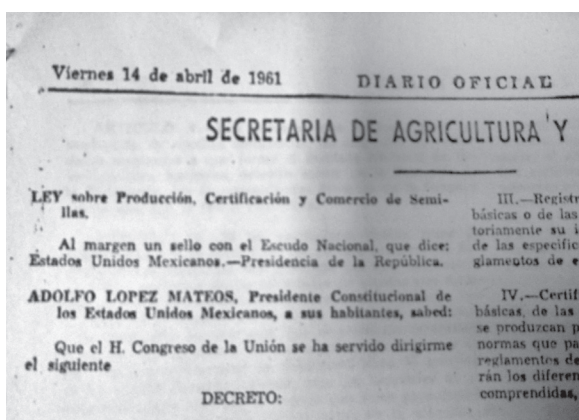 Viernes 14 de abril de 1961
DIARIO OFICIAL
SECRETARIA DE AGRICULTURA Y
LEY sobre Producción, Certificación y Comercio de Semi-
llas.
Al margen un sello con el Escudo Nacional, que dice:
Estados Unidos Mexicanos.—Presidencia de la República.
ADOLFO LOPEZ MATEOS, Presidente Constitucional de
los Estados Unidos Mexicanos, a sus habitantes, sabed:
Que el H. Congreso de la Unión se ha servido dirigirme
el siguiente
DECRETO:
III.—Registr
básicas o de las
toriamente su i
de las especific
glamentos de e
IV.—Certif
básicas, de las
se produzcan p
normas que pa
reglamentos de
rán los diferen
comprendidas,